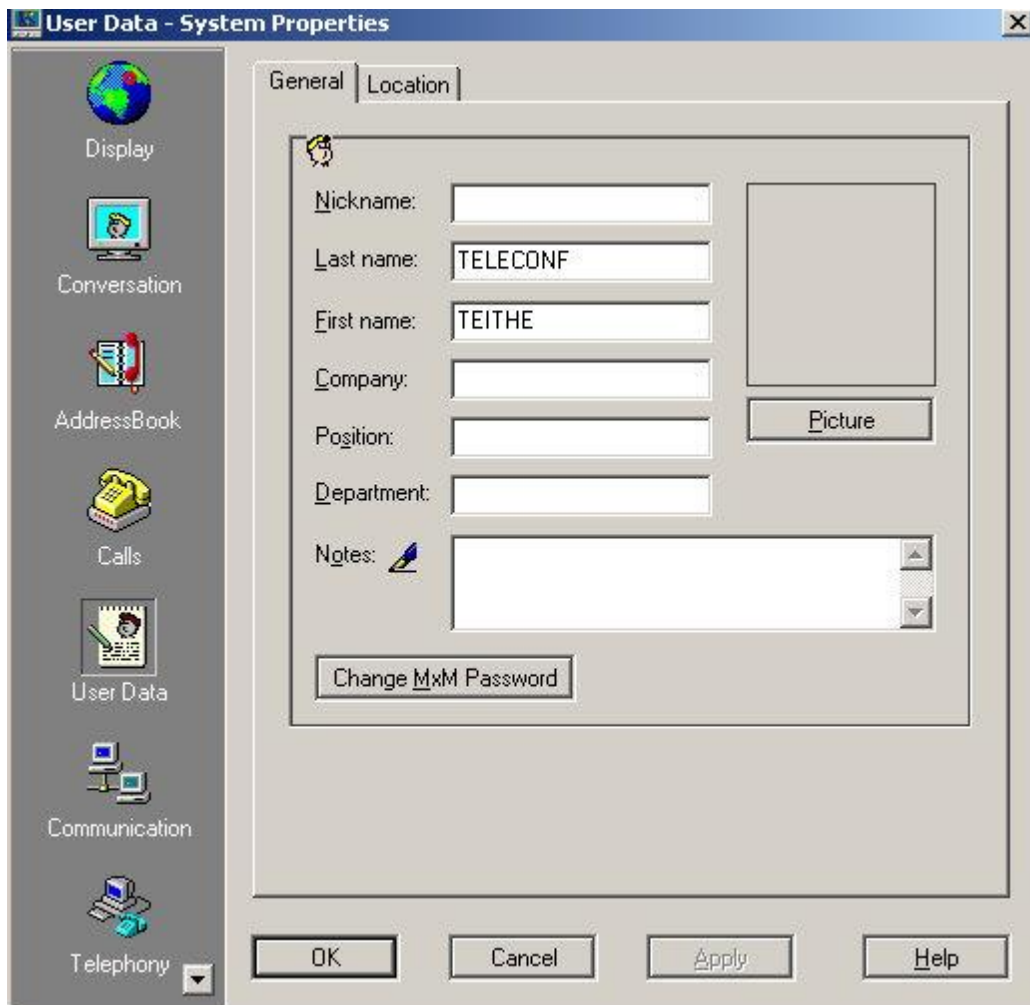 User Data - System Properties
Display
Conversation
AddressBook
Calls
User Data
Communication
Telephony
General
Location
Nickname:
Last name: TELECONF
First name: TEITHE
Company:
Position:
Department:
Notes:
Picture
Change MxM Password
OK
Cancel
Apply
Help